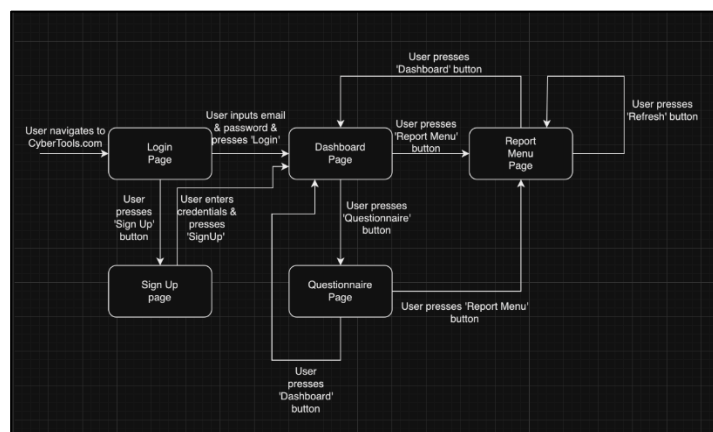 User presses
'Dashboard' button
User navigates to
CyberTools.com
Login
Page
User inputs email
& password &
presses 'Login'
Dashboard
Page
User presses
'Report Menu'
button
Report
Menu
Page
User presses
'Refresh' button
User
presses
'Sign Up'
button
User enters
credentials &
presses
'SignUp'
User presses
'Questionnaire'
button
Sign Up
page
Questionnaire
Page
User presses 'Report Menu'
button
User
presses
'Dashboard'
button